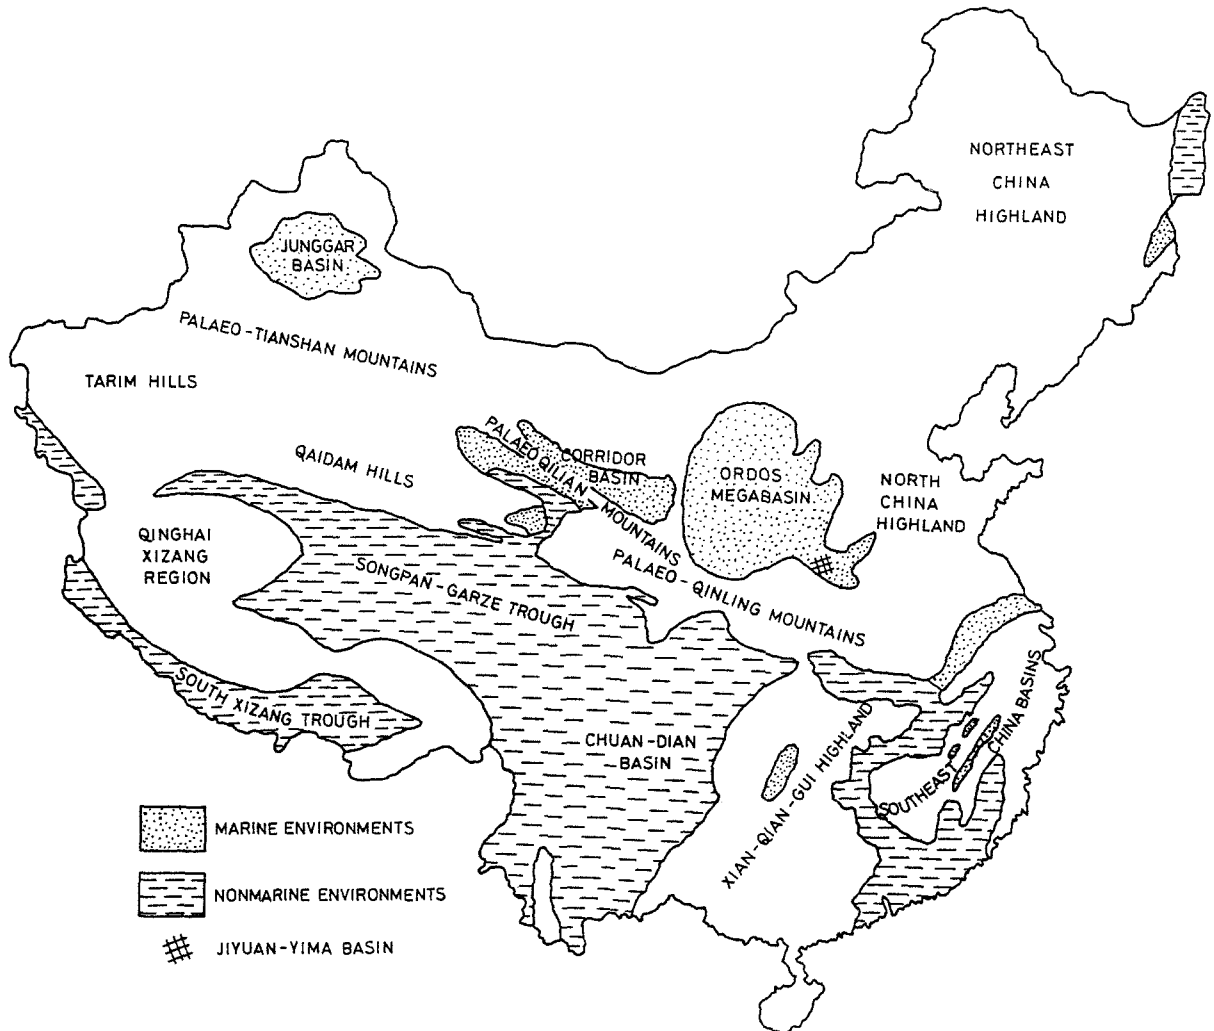 NORTHEAST
CHINA
HIGHLAND
JUNGGAR
BASIN
PALAEO-TIANSHAN MOUNTAINS
TARIM HILLS
QAIDAM HILLS
PALAEO QILIAN MOUNTAINS
CORRIDOR
BASIN
ORDOS
MEGABASIN
NORTH
CHINA
HIGHLAND
QINGHAI
XIZANG
REGION
SONGPAN-GARZE TROUGH
PALAEO-QINLING MOUNTAINS
SOUTH XIZANG TROUGH
CHUAN-DIAN
BASIN
XIAN-QIAN-GUI HIGHLAND
SOUTHEAST CHINA BASINS
MARINE ENVIRONMENTS
NONMARINE ENVIRONMENTS
JIYUAN-YIMA BASIN